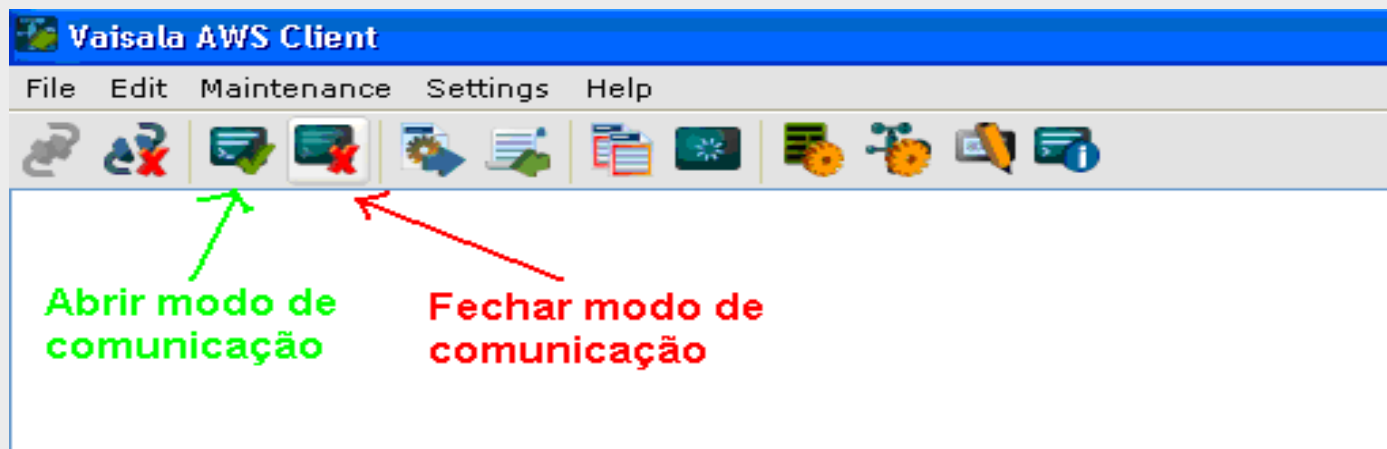 Vaisala AWS Client
File Edit Maintenance Settings Help
Abrir modo de
comunicação
Fechar modo de
comunicação